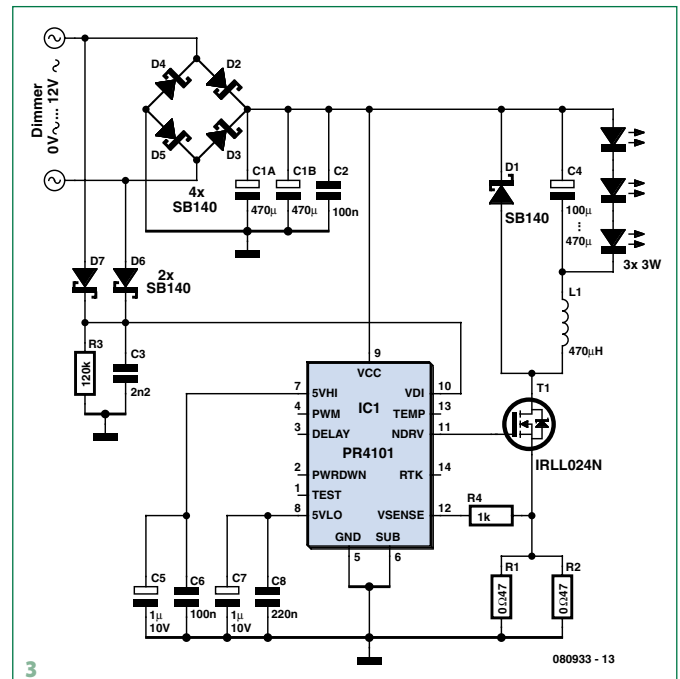 Dimmer
0V~... 12V ~
D4
D2
D5
D3
4x
SB140
C1A
470µ
C1B
470µ
C2
100n
D1
SB140
C4
100µ
⋮
470µ
3x 3W
D7
D6
2x
SB140
R3
120k
C3
2n2
L1
470µH
T1
IRLL024N
9
VCC
7
5VHI
VDI
10
4
PWM
IC1
TEMP
13
3
DELAY
NDRV
11
PR4101
2
PWRDWN
RTK
14
1
TEST
8
5VLO
VSENSE
12
GND
SUB
5
6
R4
1k
R1
0Ω47
R2
0Ω47
C5
1µ
10V
C6
100n
C7
1µ
10V
C8
220n
3
080933 - 13